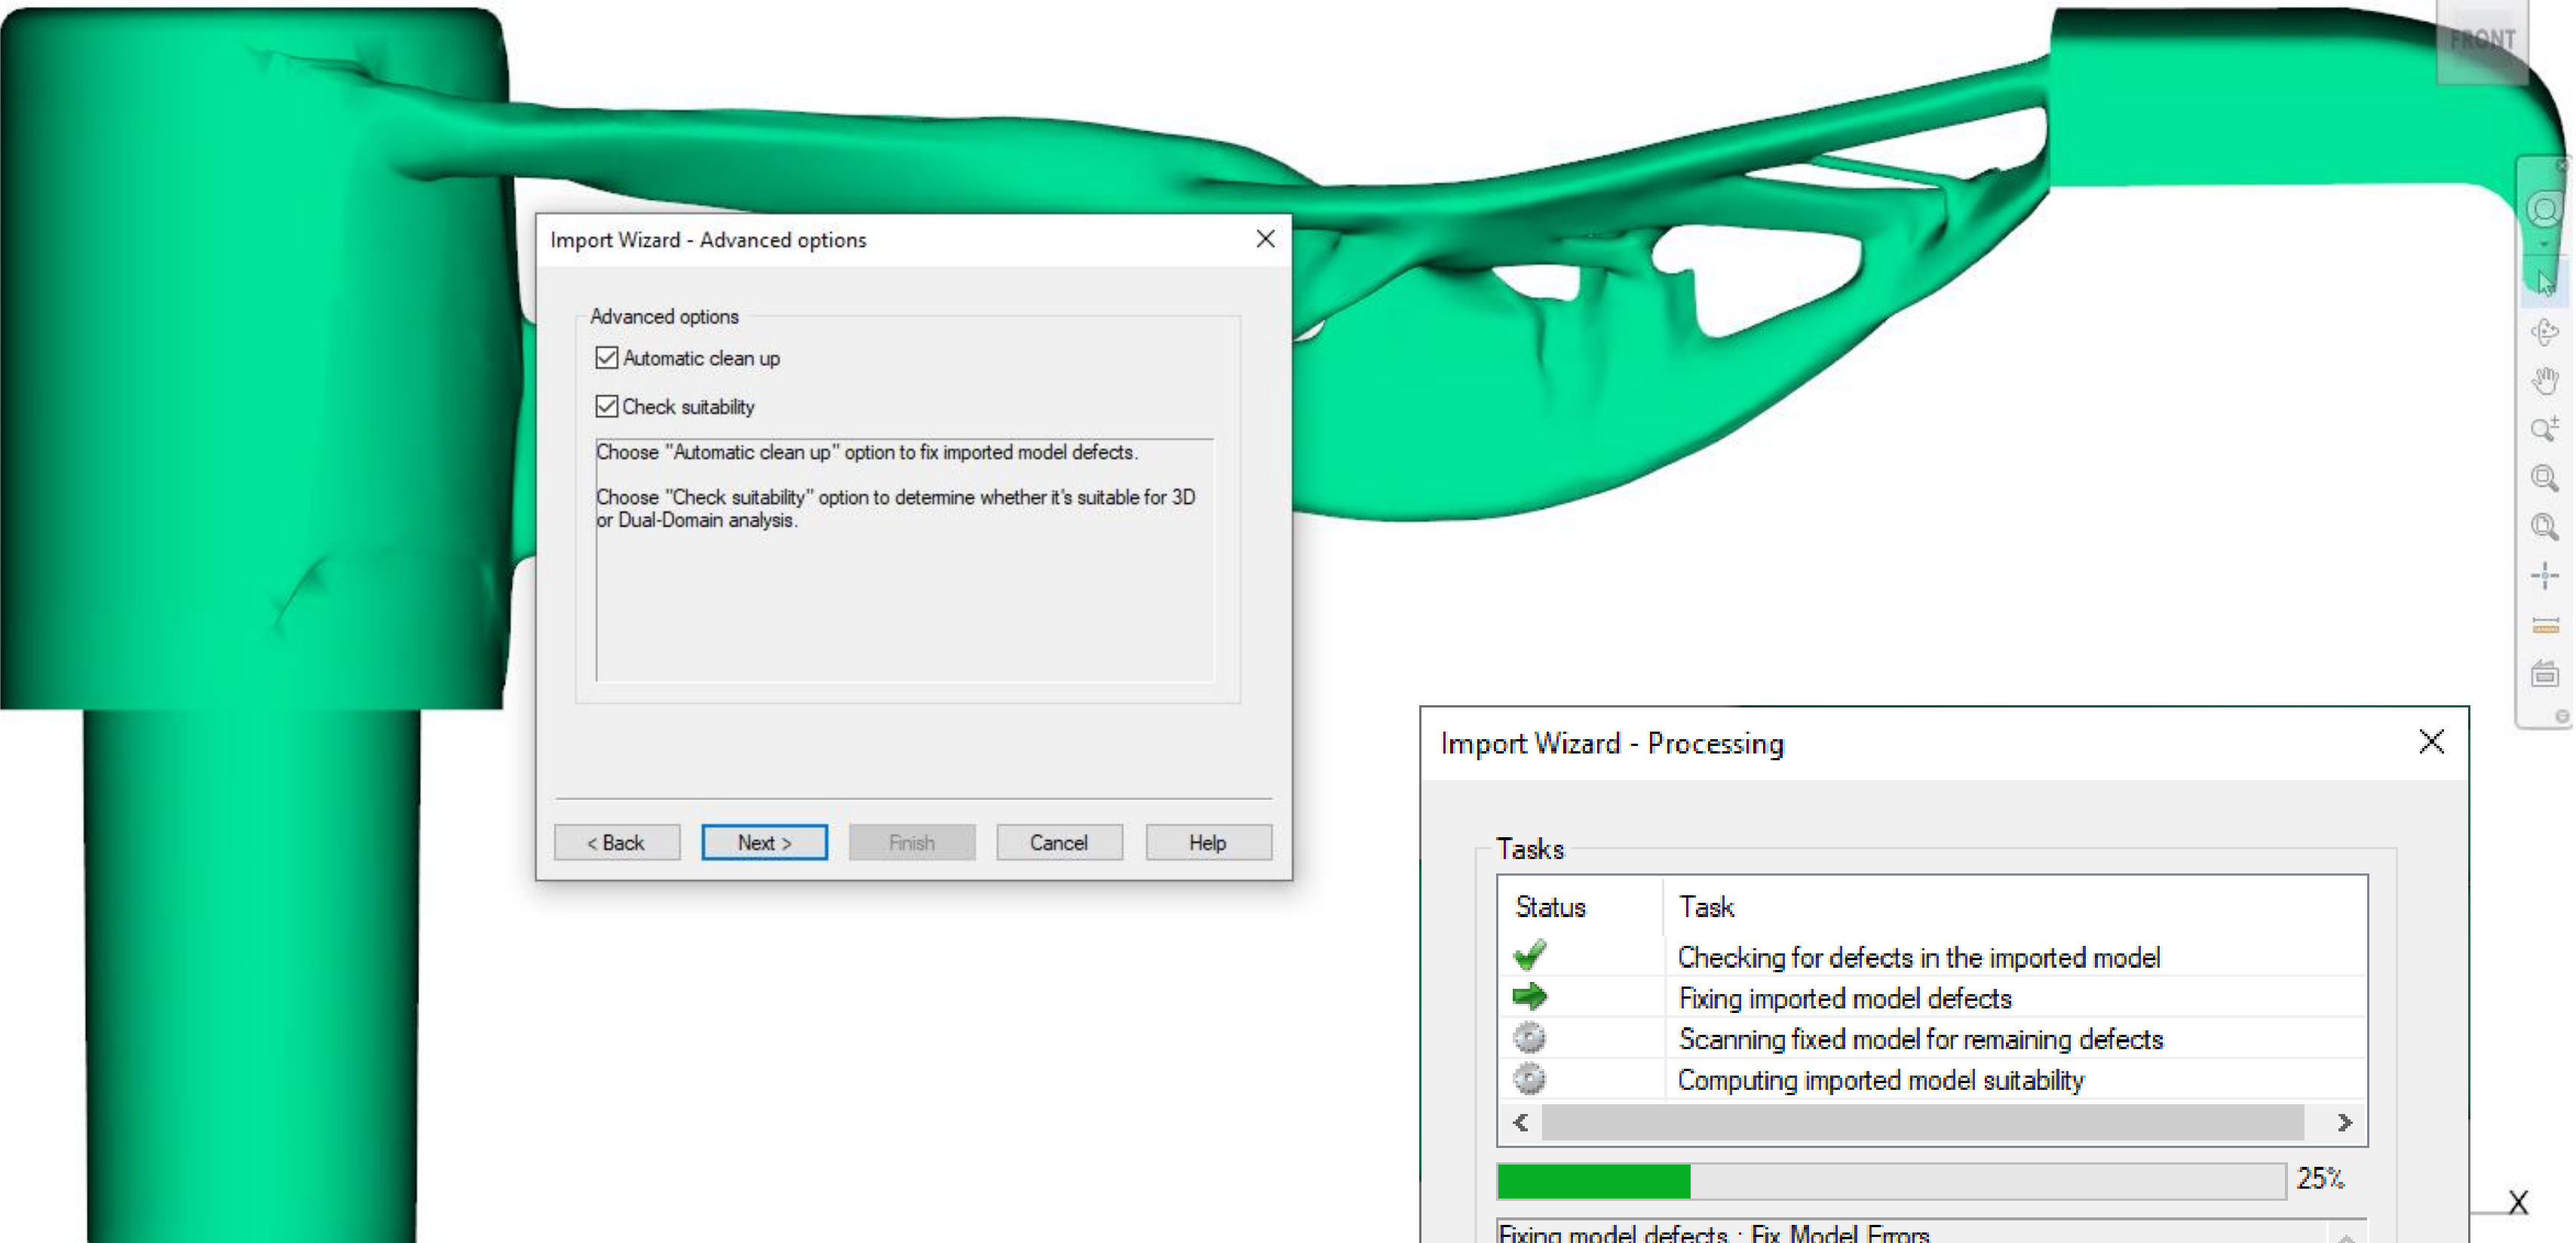 FRONT
Import Wizard - Advanced options
Advanced options
Automatic clean up
Check suitability
Choose "Automatic clean up" option to fix imported model defects.
Choose "Check suitability" option to determine whether it's suitable for 3D
or Dual-Domain analysis.
< Back
Next >
Finish
Cancel
Help
Import Wizard - Processing
Tasks
Status Task
Checking for defects in the imported model
Fixing imported model defects
Scanning fixed model for remaining defects
Computing imported model suitability
25%
Fixing model defects : Fix Model Errors
X